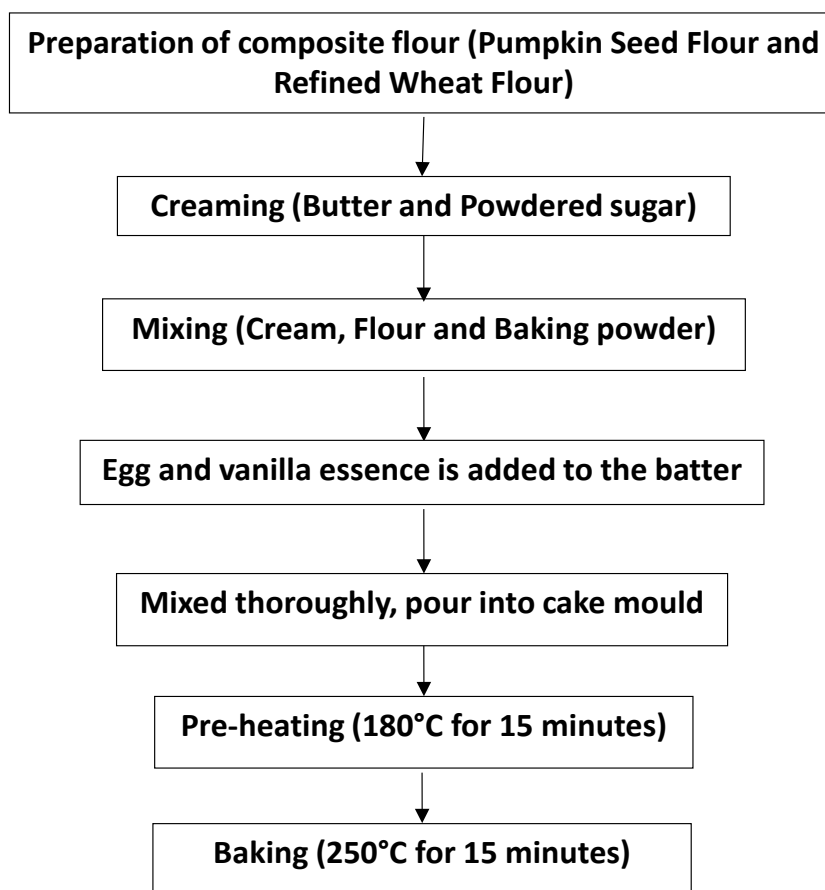 Preparation of composite flour (Pumpkin Seed Flour and
Refined Wheat Flour)
Creaming (Butter and Powdered sugar)
Mixing (Cream, Flour and Baking powder)
Egg and vanilla essence is added to the batter
Mixed thoroughly, pour into cake mould
Pre-heating (180°C for 15 minutes)
Baking (250°C for 15 minutes)